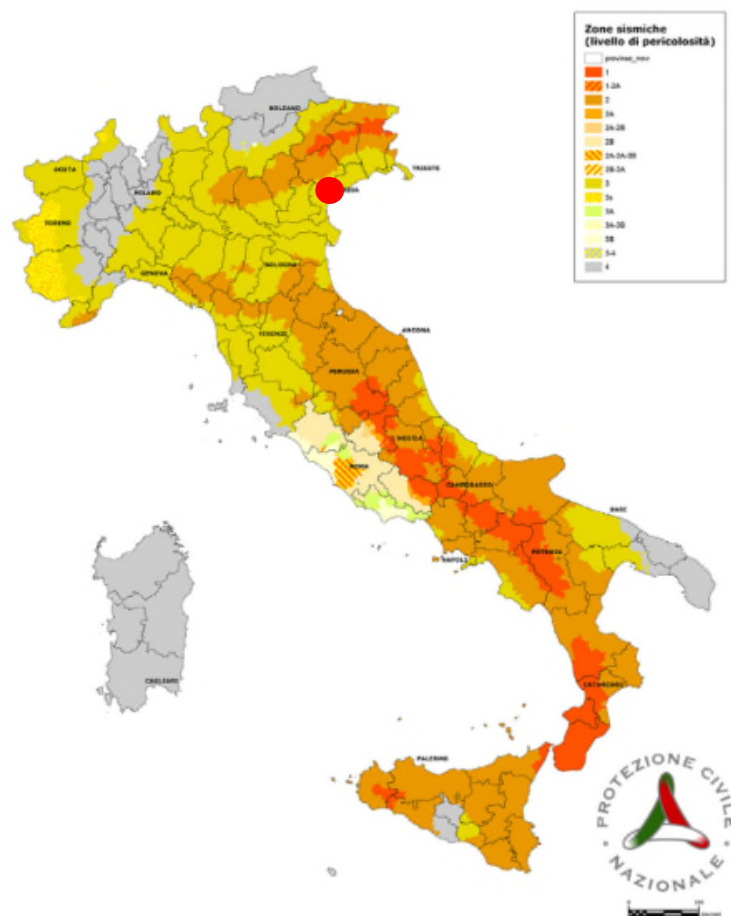 Zone sismiche
(livello di pericolosità)
province_new
1
1-2A
2
2A
2A-2B
2B
2A-3A-3B
2B-3A
3
3s
3A
3A-3B
3B
3-4
4
BOLZANO
AOSTA
TRIESTE
MILANO
TORINO
GENOVA
BOLOGNA
FIRENZE
ANCONA
PERUGIA
L'AQUILA
ROMA
CAMPOBASSO
BARI
NAPOLI
POTENZA
CAGLIARI
CATANZARO
PALERMO
PROTEZIONE CIVILE
NAZIONALE